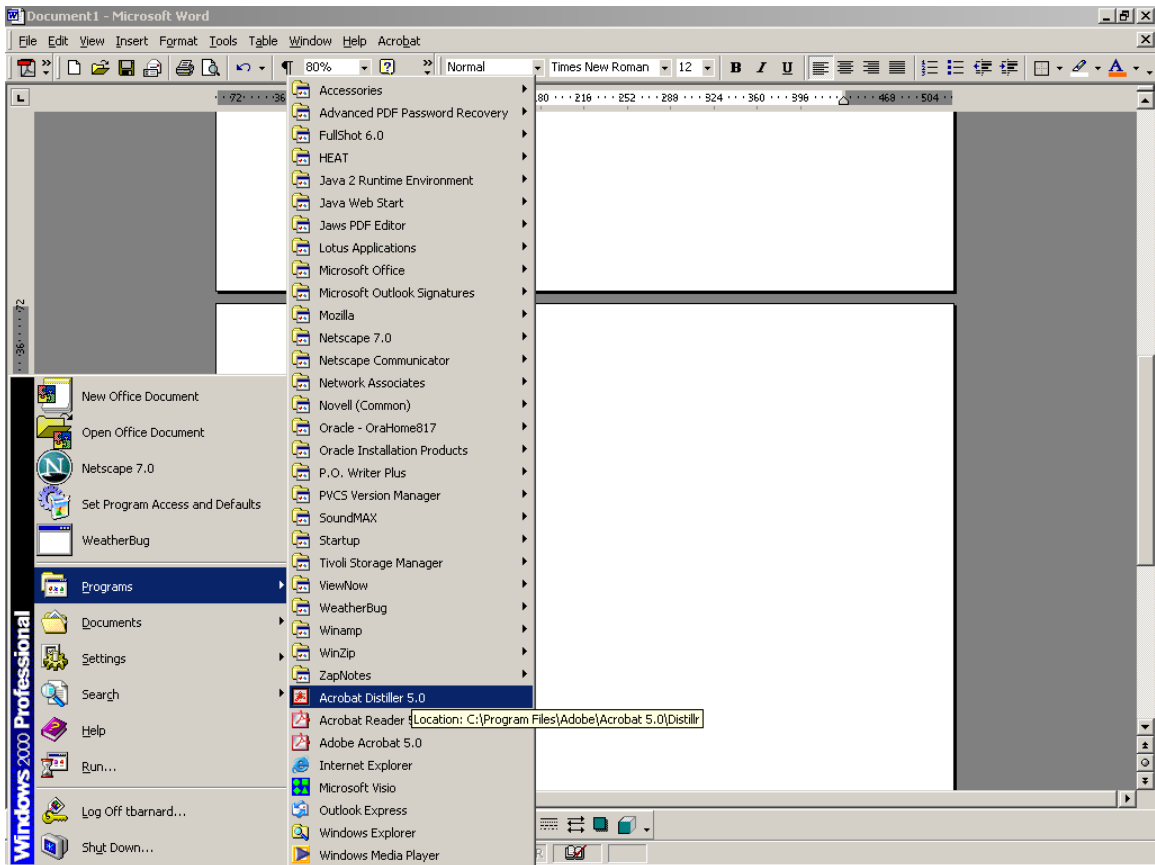 Document1 - Microsoft Word
File Edit View Insert Format Tools Table Window Help Acrobat
80% Normal Times New Roman 12 B I U A
72 36 180 216 252 288 324 360 396 468 504
72
36
Accessories
Advanced PDF Password Recovery
FullShot 6.0
HEAT
Java 2 Runtime Environment
Java Web Start
Jaws PDF Editor
Lotus Applications
Microsoft Office
Microsoft Outlook Signatures
Mozilla
Netscape 7.0
Netscape Communicator
Network Associates
Novell (Common)
Oracle - OraHome817
Oracle Installation Products
P.O. Writer Plus
PVCS Version Manager
SoundMAX
Startup
Tivoli Storage Manager
ViewNow
WeatherBug
Winamp
WinZip
ZapNotes
Acrobat Distiller 5.0
Acrobat Reader
Location: C:\Program Files\Adobe\Acrobat 5.0\Distillr
Adobe Acrobat 5.0
Internet Explorer
Microsoft Visio
Outlook Express
Windows Explorer
Windows Media Player
New Office Document
Open Office Document
Netscape 7.0
Set Program Access and Defaults
WeatherBug
Programs
Documents
Settings
Search
Help
Run...
Log Off tbarnard...
Shut Down...
Windows 2000 Professional